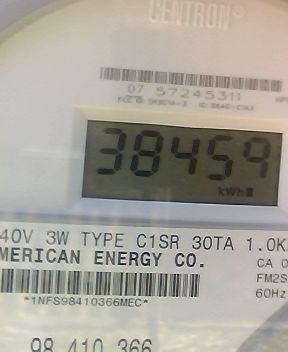 CENTRON®
07 57245311
38459
kWh
40V 3W TYPE C1SR 30TA 1.0K
MERICAN ENERGY CO.
CA 0
FM2S
60Hz
*1NFS98410366MEC*
98 410 366